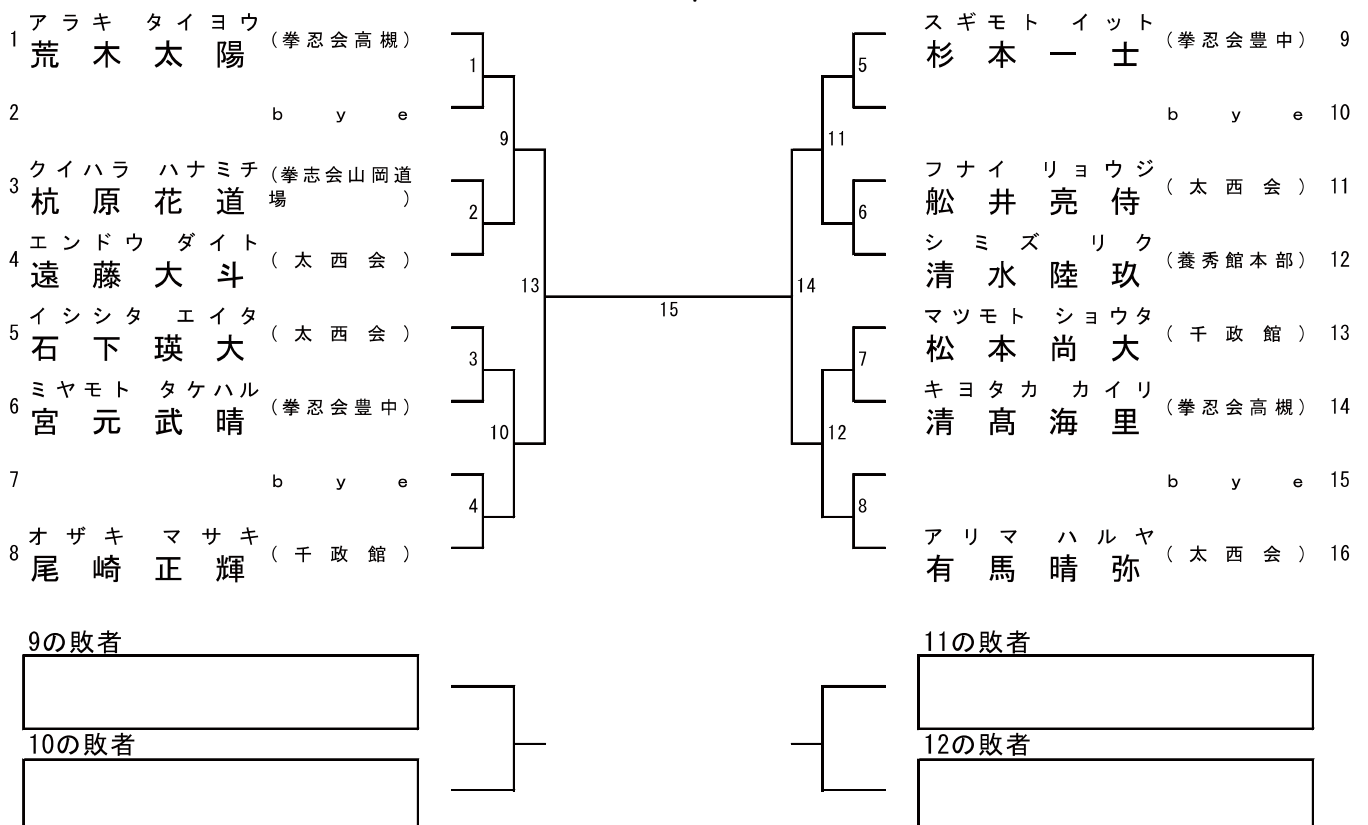 アラキ タイヨウ
1 荒木太陽 (拳忍会高槻)
2 bye
クイハラ ハナミチ
3 杭原花道 (拳志会山岡道
場)
エンドウ ダイト
4 遠藤大斗 (太西会)
イシシタ エイタ
5 石下瑛大 (太西会)
ミヤモト タケハル
6 宮元武晴 (拳忍会豊中)
7 bye
オザキ マサキ
8 尾崎正輝 (千政館)
1
9
2
13
3
10
4
15
5
11
6
14
7
12
8
スギモト イット
杉本一士 (拳忍会豊中) 9
bye 10
フナイ リョウジ
舩井亮侍 (太西会) 11
シミズ リク
清水陸玖 (養秀館本部) 12
マツモト ショウタ
松本尚大 (千政館) 13
キヨタカ カイリ
清髙海里 (拳忍会高槻) 14
bye 15
アリマ ハルヤ
有馬晴弥 (太西会) 16
9の敗者
10の敗者
11の敗者
12の敗者